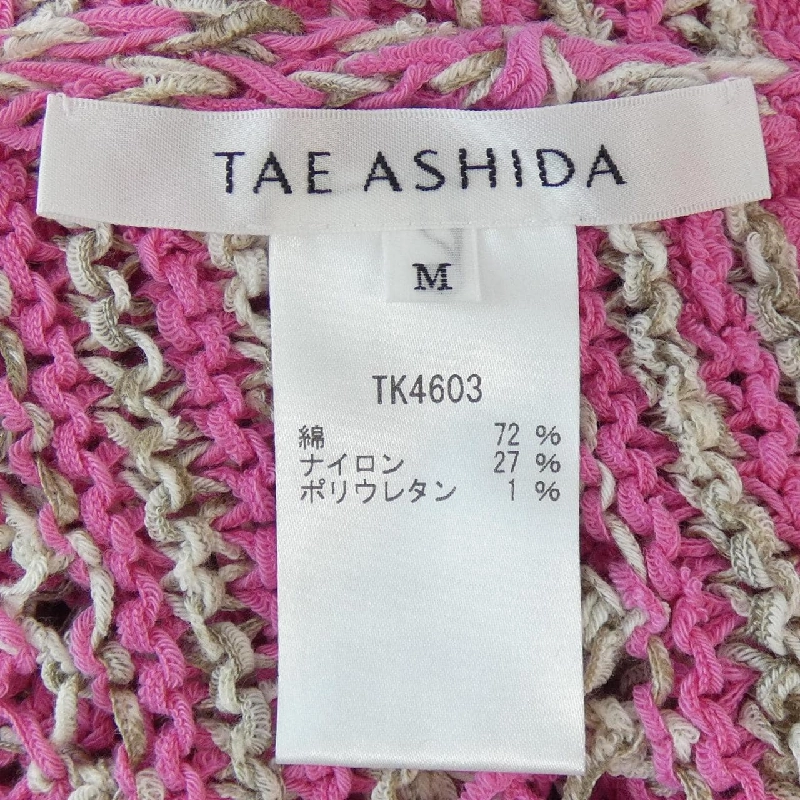 TAE ASHIDA
M
TK4603
綿 72 %
ナイロン 27 %
ポリウレタン 1 %